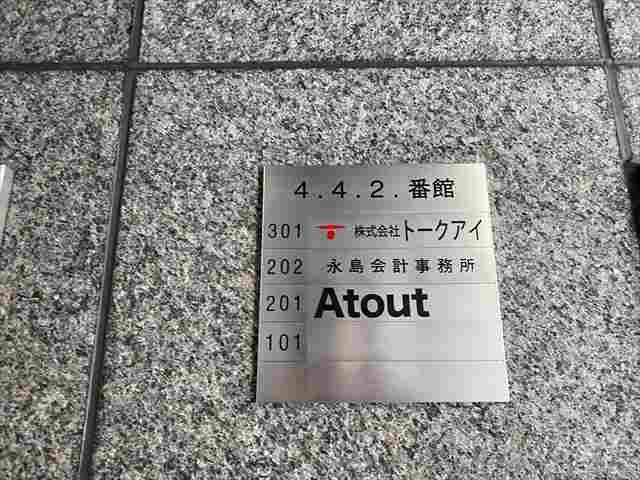 4.4.2.番館
301 株式会社トークアイ
202 永島会計事務所
201 Atout
101